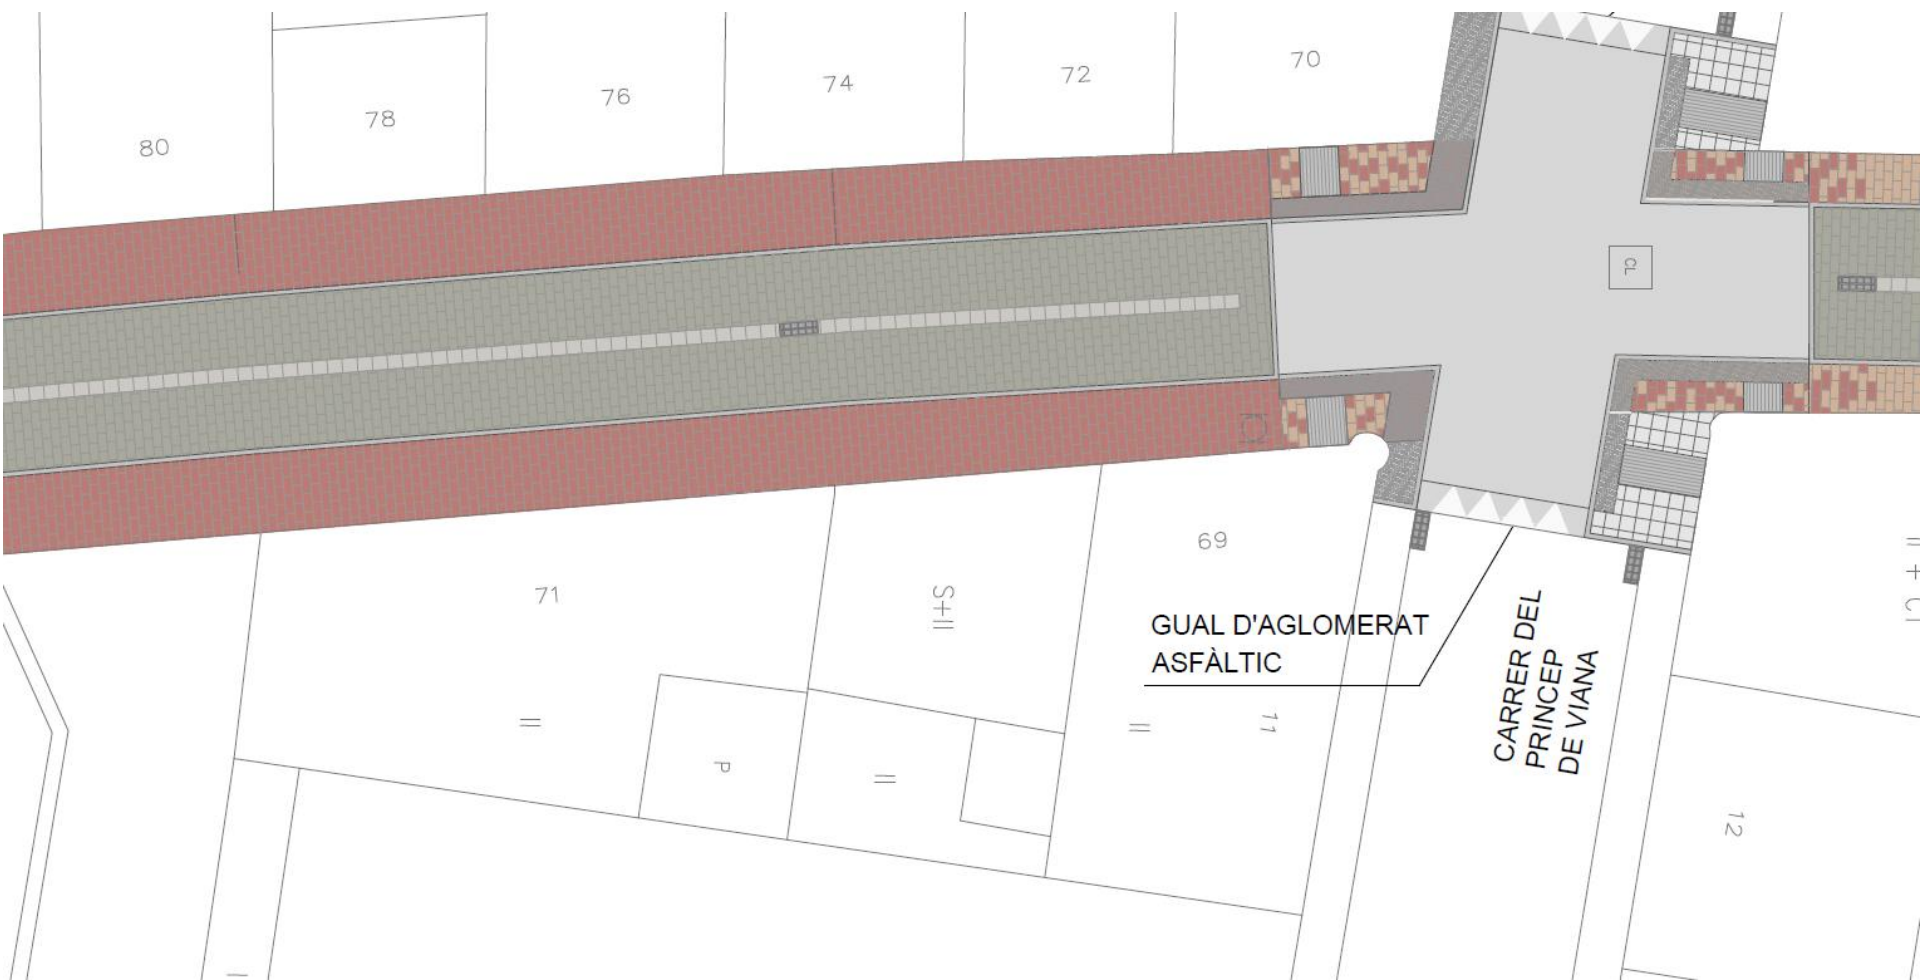 70
72
74
76
78
80
CL
69
71
S+II
GUAL D'AGLOMERAT
ASFÀLTIC
CARRER DEL
PRINCEP
DE VIANA
11
II
II
II
P
12